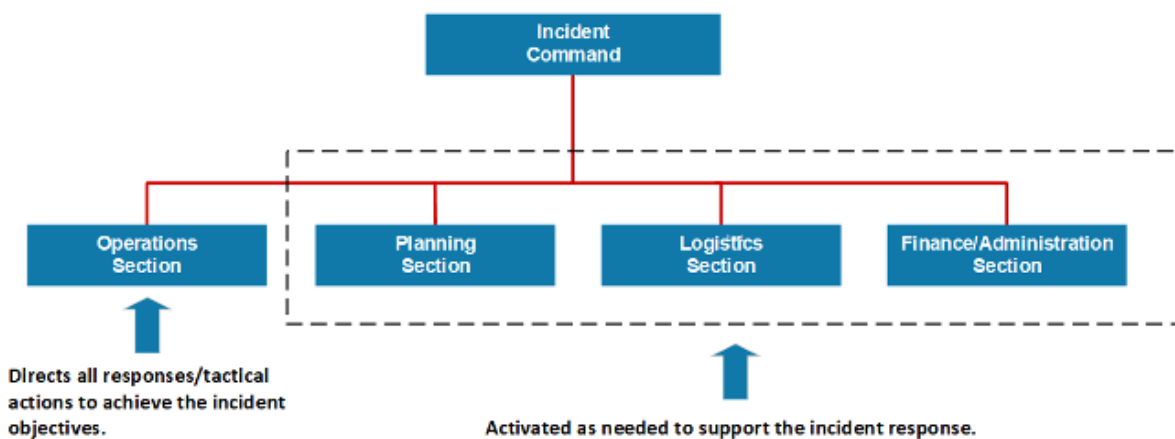 Incident
Command
Operations
Section
Planning
Section
Logistics
Section
Finance/Administration
Section
Directs all responses/tactical
actions to achieve the incident
objectives.
Activated as needed to support the incident response.